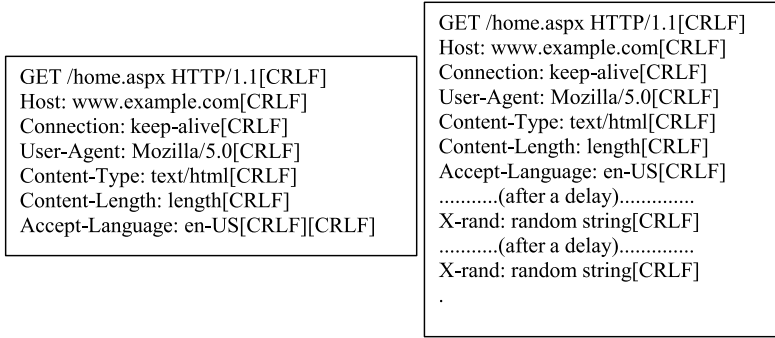 GET /home.aspx HTTP/1.1[CRLF]
Host: www.example.com[CRLF]
Connection: keep-alive[CRLF]
User-Agent: Mozilla/5.0[CRLF]
Content-Type: text/html[CRLF]
Content-Length: length[CRLF]
Accept-Language: en-US[CRLF][CRLF]
GET /home.aspx HTTP/1.1[CRLF]
Host: www.example.com[CRLF]
Connection: keep-alive[CRLF]
User-Agent: Mozilla/5.0[CRLF]
Content-Type: text/html[CRLF]
Content-Length: length[CRLF]
Accept-Language: en-US[CRLF]
...........(after a delay)..............
X-rand: random string[CRLF]
...........(after a delay)..............
X-rand: random string[CRLF]
.